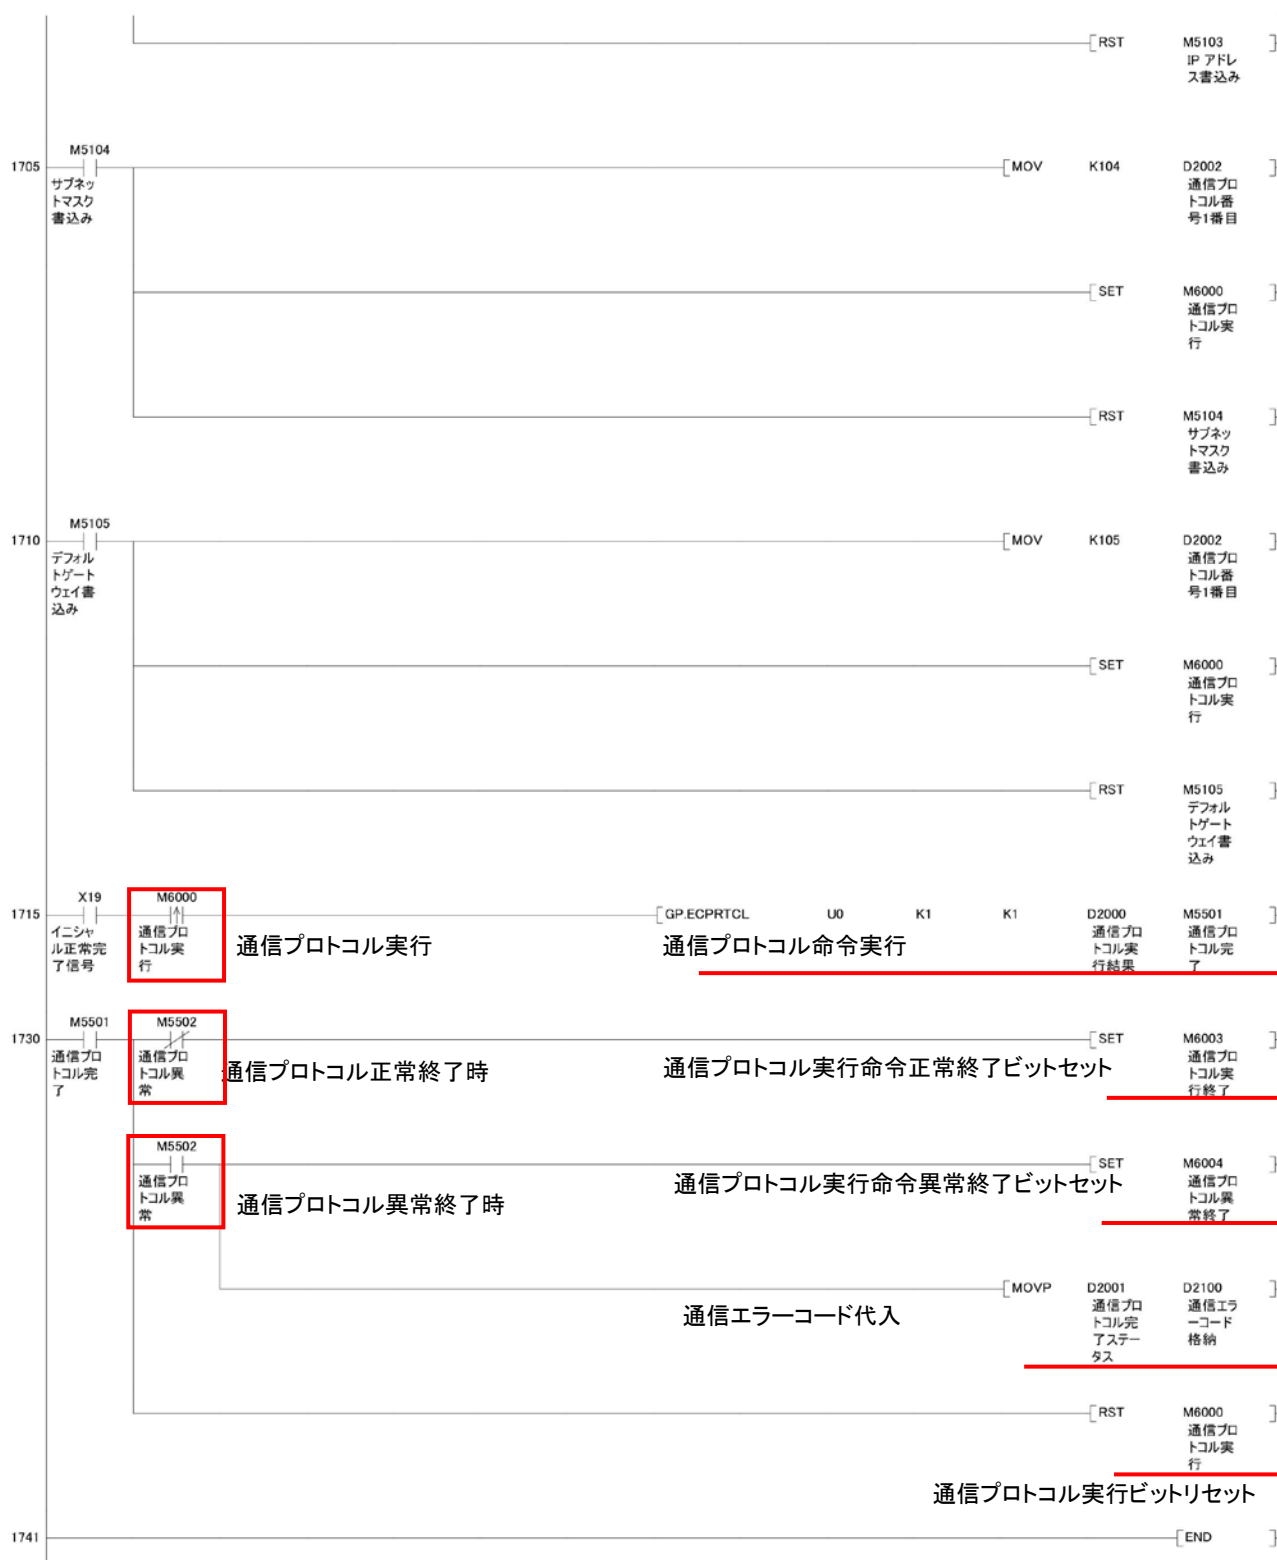 RST M5103
IP アドレ
ス書込み
M5104
1705 MOV K104 D2002
サブネッ
トマスク
書込み
通信プロ
トコル番
号1番目
SET M6000
通信プロ
トコル実
行
RST M5104
サブネッ
トマスク
書込み
M5105
1710 MOV K105 D2002
デフォル
トゲート
ウェイ書
込み
通信プロ
トコル番
号1番目
SET M6000
通信プロ
トコル実
行
RST M5105
デフォル
トゲート
ウェイ書
込み
X19 M6000
1715 GP.ECPRTCL U0 K1 K1 D2000 M5501
イニシャ
ル正常完
了信号
通信プロ
トコル実
行
通信プロトコル実行
通信プロトコル命令実行
通信プロ
トコル実
行結果
通信プロ
トコル完
了
M5501 M5502
1730 SET M6003
通信プロ
トコル完
了
通信プロ
トコル異
常
通信プロトコル正常終了時
通信プロトコル実行命令正常終了ビットセット
通信プロ
トコル実
行終了
M5502
SET M6004
通信プロ
トコル異
常
通信プロトコル異常終了時
通信プロトコル実行命令異常終了ビットセット
通信プロ
トコル異
常終了
MOVP D2001 D2100
通信エラーコード代入
通信プロ
トコル完
了ステー
タス
通信エラ
ーコード
格納
RST M6000
通信プロ
トコル実
行
通信プロトコル実行ビットリセット
1741 END